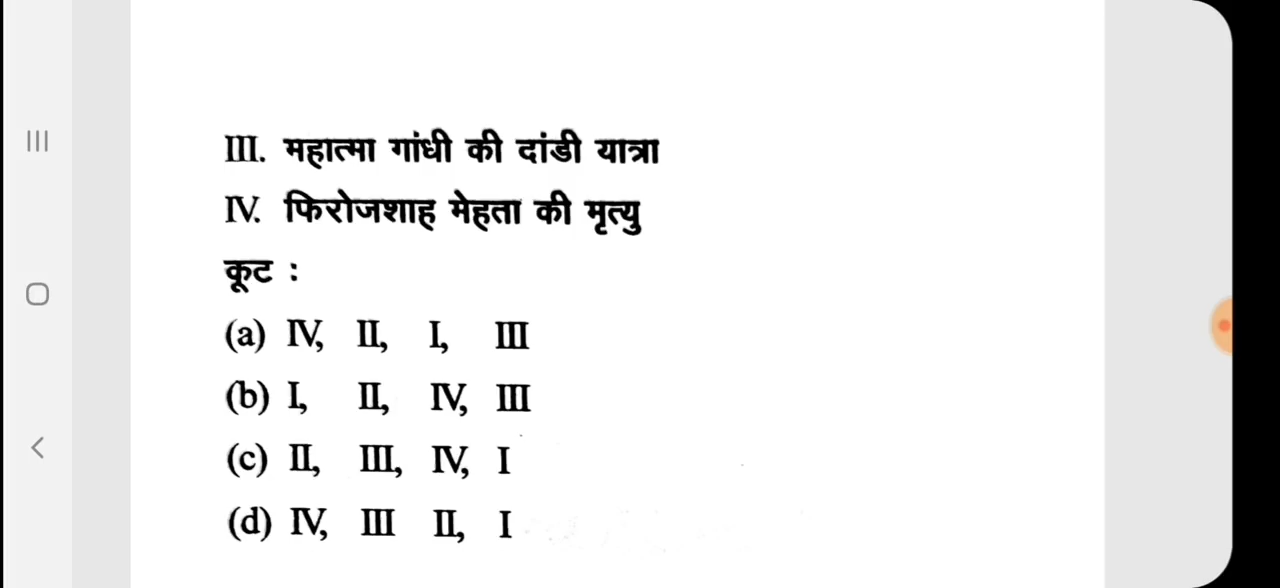 III. महात्मा गांधी की दांडी यात्रा
IV. फिरोजशाह मेहता की मृत्यु
कूट :
(a) IV, II, I, III
(b) I, II, IV, III
(c) II, III, IV, I
(d) IV, III II, I